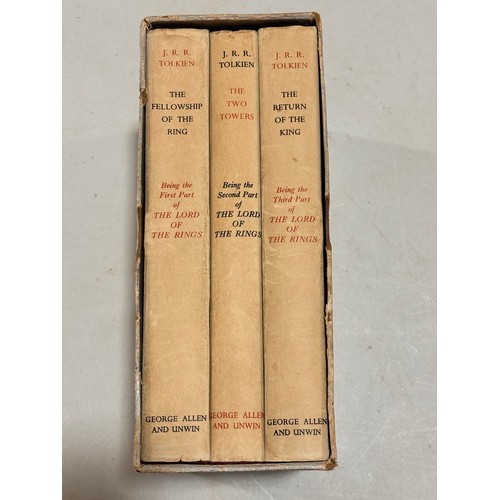 J. R. R.
TOLKIEN
THE
FELLOWSHIP
OF THE
RING
Being the
First Part
of
THE LORD
OF
THE RINGS
GEORGE ALLEN
AND UNWIN
J. R. R.
TOLKIEN
THE
TWO
TOWERS
Being the
Second Part
of
THE LORD
OF
THE RINGS
GEORGE ALLEN
AND UNWIN
J. R. R.
TOLKIEN
THE
RETURN
OF THE
KING
Being the
Third Part
of
THE LORD
OF
THE RINGS
GEORGE ALLEN
AND UNWIN